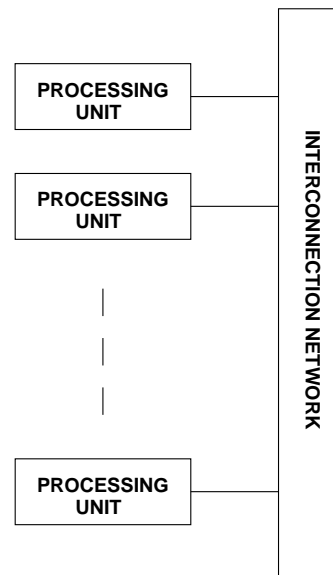 PROCESSING
UNIT
PROCESSING
UNIT
PROCESSING
UNIT
INTERCONNECTION NETWORK